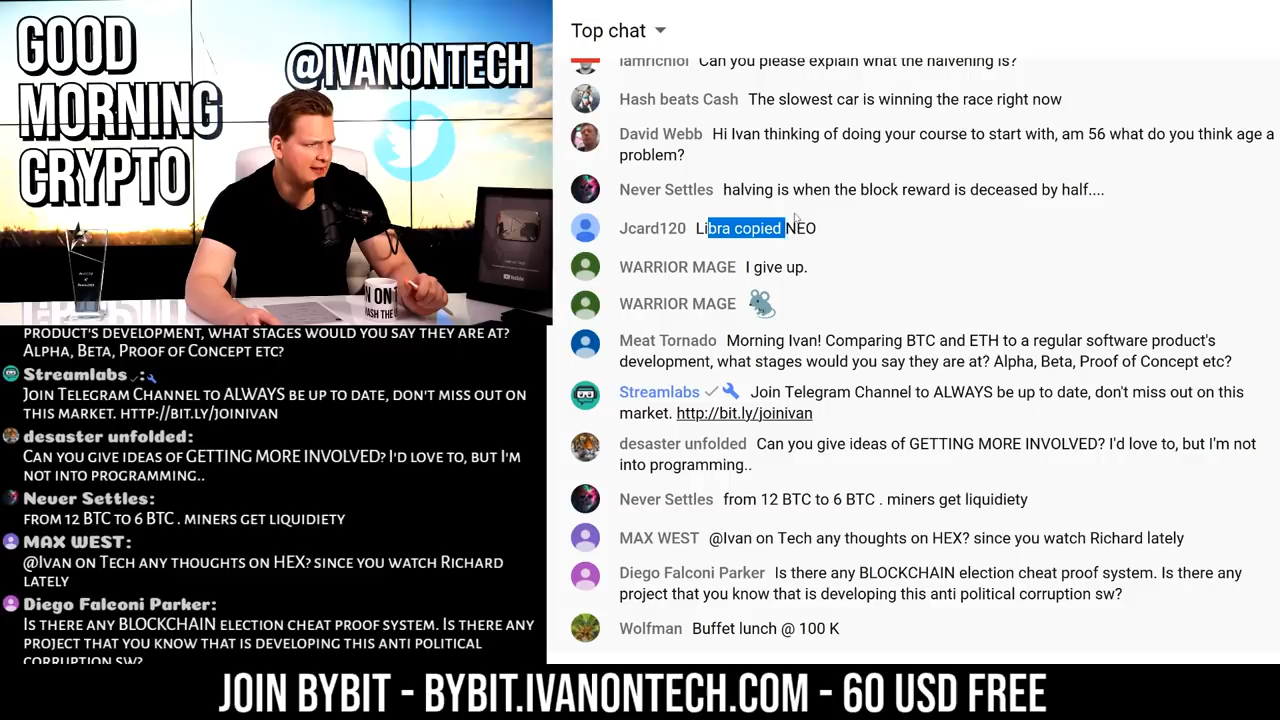 GOOD
MORNING
CRYPTO
@IVANONTECH
PRODUCT'S DEVELOPMENT, WHAT STAGES WOULD YOU SAY THEY ARE AT?
ALPHA, BETA, PROOF OF CONCEPT ETC?
Streamlabs :
JOIN TELEGRAM CHANNEL TO ALWAYS BE UP TO DATE, DON'T MISS OUT ON
THIS MARKET. HTTP://BIT.LY/JOINIVAN
desaster unfolded:
CAN YOU GIVE IDEAS OF GETTING MORE INVOLVED? I'D LOVE TO, BUT I'M
NOT INTO PROGRAMMING..
Never Settles:
FROM 12 BTC TO 6 BTC . MINERS GET LIQUIDIETY
MAX WEST:
@IVAN ON TECH ANY THOUGHTS ON HEX? SINCE YOU WATCH RICHARD
LATELY
Diego Falconi Parker:
IS THERE ANY BLOCKCHAIN ELECTION CHEAT PROOF SYSTEM. IS THERE ANY
PROJECT THAT YOU KNOW THAT IS DEVELOPING THIS ANTI POLITICAL
CORRUPTION SW?
Top chat
iamrichlol Can you please explain what the halvening is?
Hash beats Cash The slowest car is winning the race right now
David Webb Hi Ivan thinking of doing your course to start with, am 56 what do you think age a
problem?
Never Settles halving is when the block reward is deceased by half....
Jcard120 Libra copied NEO
WARRIOR MAGE I give up.
WARRIOR MAGE
Meat Tornado Morning Ivan! Comparing BTC and ETH to a regular software product's
development, what stages would you say they are at? Alpha, Beta, Proof of Concept etc?
Streamlabs Join Telegram Channel to ALWAYS be up to date, don't miss out on this
market. http://bit.ly/joinivan
desaster unfolded Can you give ideas of GETTING MORE INVOLVED? I'd love to, but I'm not
into programming..
Never Settles from 12 BTC to 6 BTC . miners get liquidiety
MAX WEST @Ivan on Tech any thoughts on HEX? since you watch Richard lately
Diego Falconi Parker Is there any BLOCKCHAIN election cheat proof system. Is there any
project that you know that is developing this anti political corruption sw?
Wolfman Buffet lunch @ 100 K
JOIN BYBIT - BYBIT.IVANONTECH.COM - 60 USD FREE